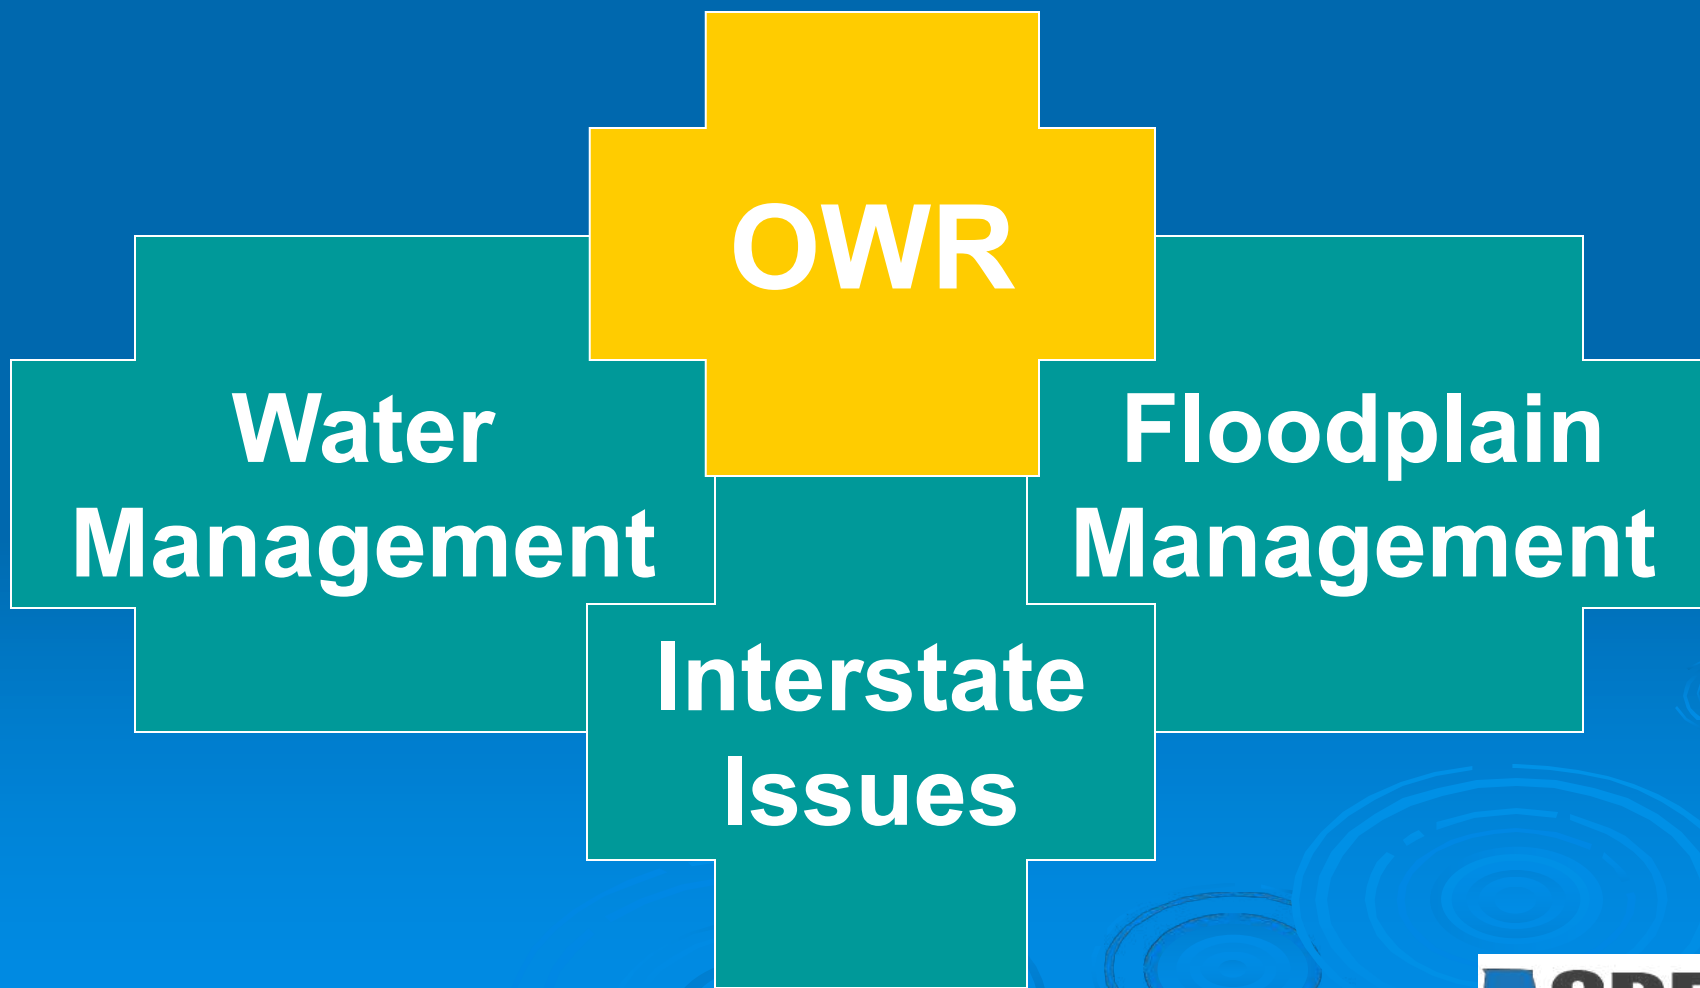 OWR
Water
Management
Floodplain
Management
Interstate
Issues